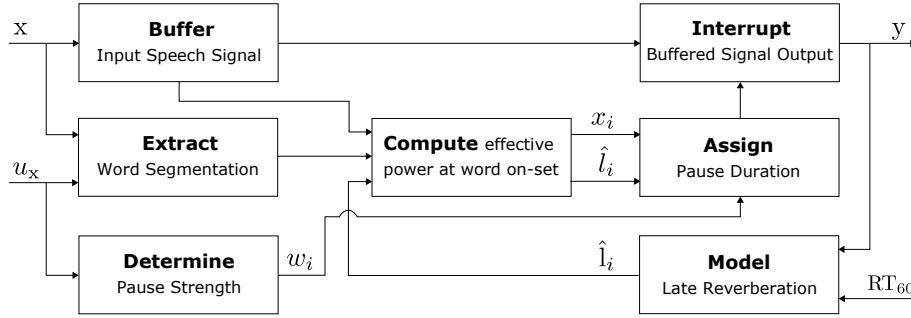 x
Buffer
Input Speech Signal
Interrupt
Buffered Signal Output
y
Extract
Word Segmentation
Compute effective
power at word on-set
x_i
l̂_i
Assign
Pause Duration
u_x
Determine
Pause Strength
w_i
l̂_i
Model
Late Reverberation
RT_60